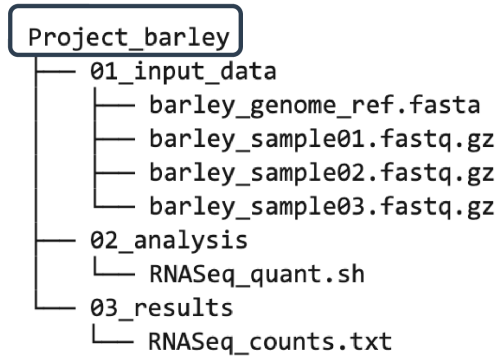 Project_barley
01_input_data
barley_genome_ref.fasta
barley_sample01.fastq.gz
barley_sample02.fastq.gz
barley_sample03.fastq.gz
02_analysis
RNASeq_quant.sh
03_results
RNASeq_counts.txt